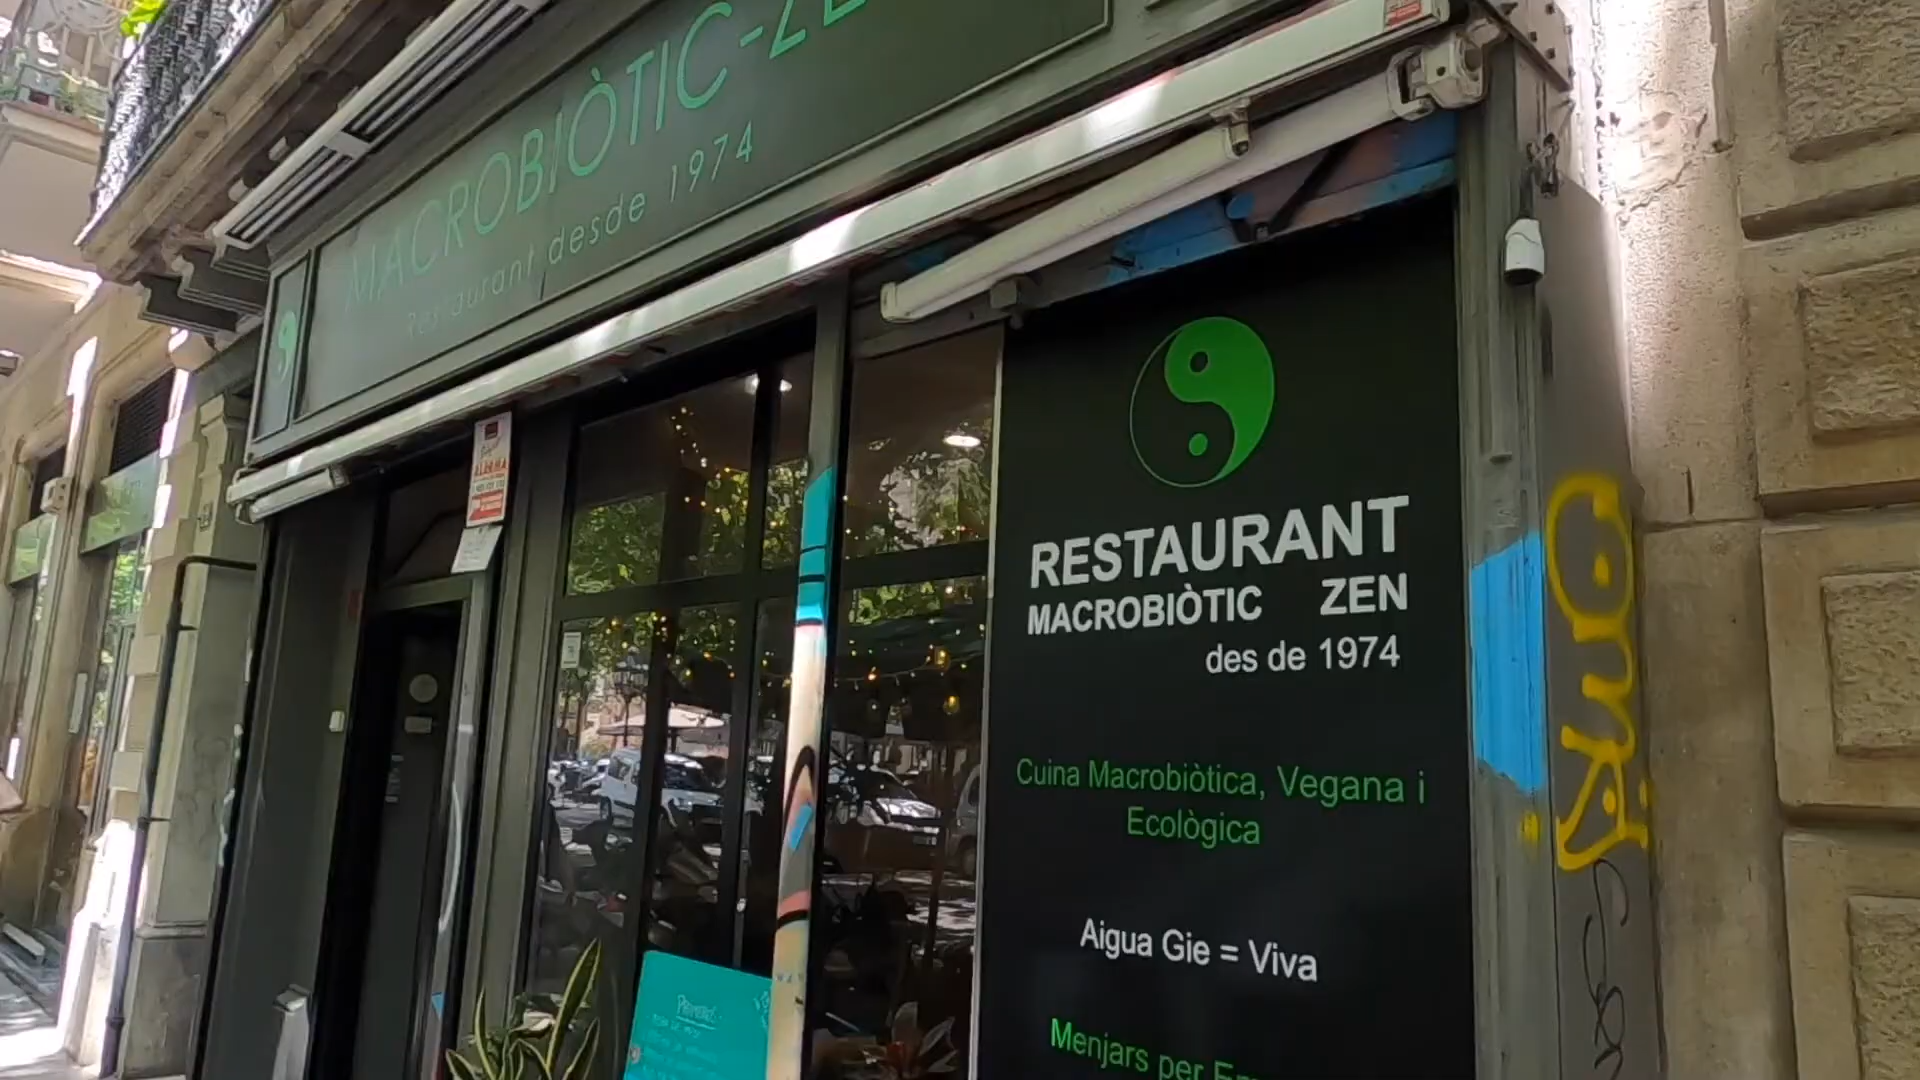 MACROBIÒTIC-ZE
Restaurant desde 1974
ALARMA
RESTAURANT
MACROBIÒTIC ZEN
des de 1974
Cuina Macrobiòtica, Vegana i
Ecològica
Aigua Gie = Viva
Menjars per